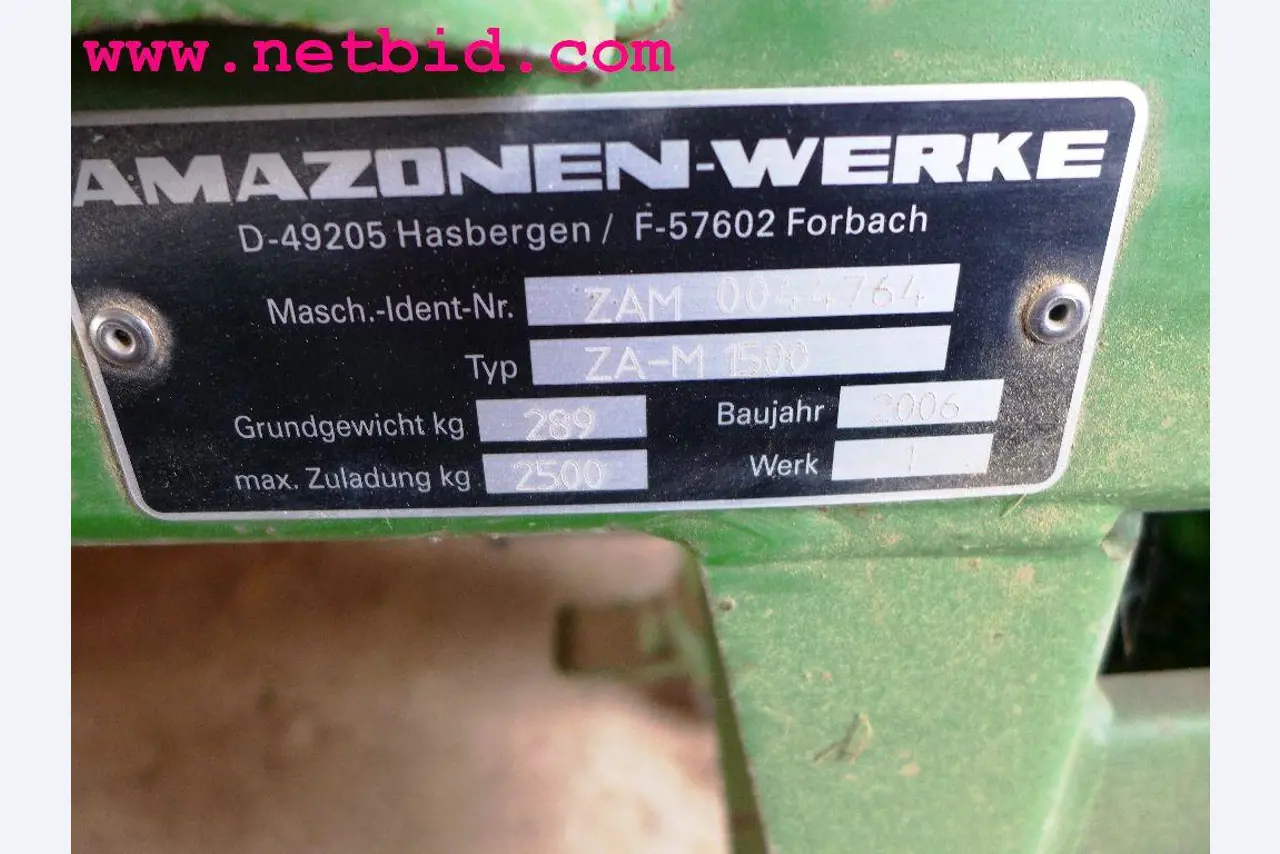 www.netbid.com
AMAZONEN-WERKE
D-49205 Hasbergen / F-57602 Forbach
Masch.-Ident-Nr. ZAM 0044764
Typ ZA-M 1500
Grundgewicht kg 289 Baujahr 2006
max. Zuladung kg 2500 Werk 1